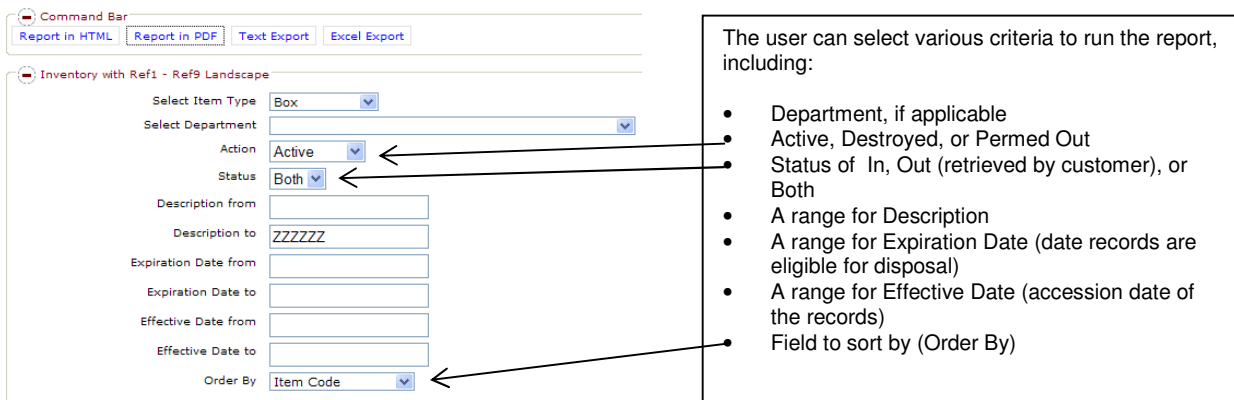 Command Bar
Report in HTML Report in PDF Text Export Excel Export
Inventory with Ref1 - Ref9 Landscape
Select Item Type Box
Select Department
Action Active
Status Both
Description from
Description to ZZZZZZ
Expiration Date from
Expiration Date to
Effective Date from
Effective Date to
Order By Item Code
The user can select various criteria to run the report,
including:
• Department, if applicable
• Active, Destroyed, or Permed Out
• Status of In, Out (retrieved by customer), or
Both
• A range for Description
• A range for Expiration Date (date records are
eligible for disposal)
• A range for Effective Date (accession date of
the records)
• Field to sort by (Order By)